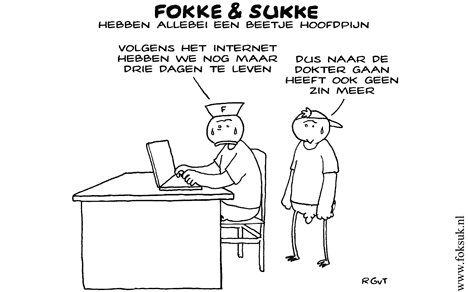 FOKKE & SUKKE
HEBBEN ALLEBEI EEN BEETJE HOOFDPIJN
VOLGENS HET INTERNET
HEBBEN WE NOG MAAR
DRIE DAGEN TE LEVEN
DUS NAAR DE
DOKTER GAAN
HEEFT OOK GEEN
ZIN MEER
F
RGvT
www.foksuk.nl